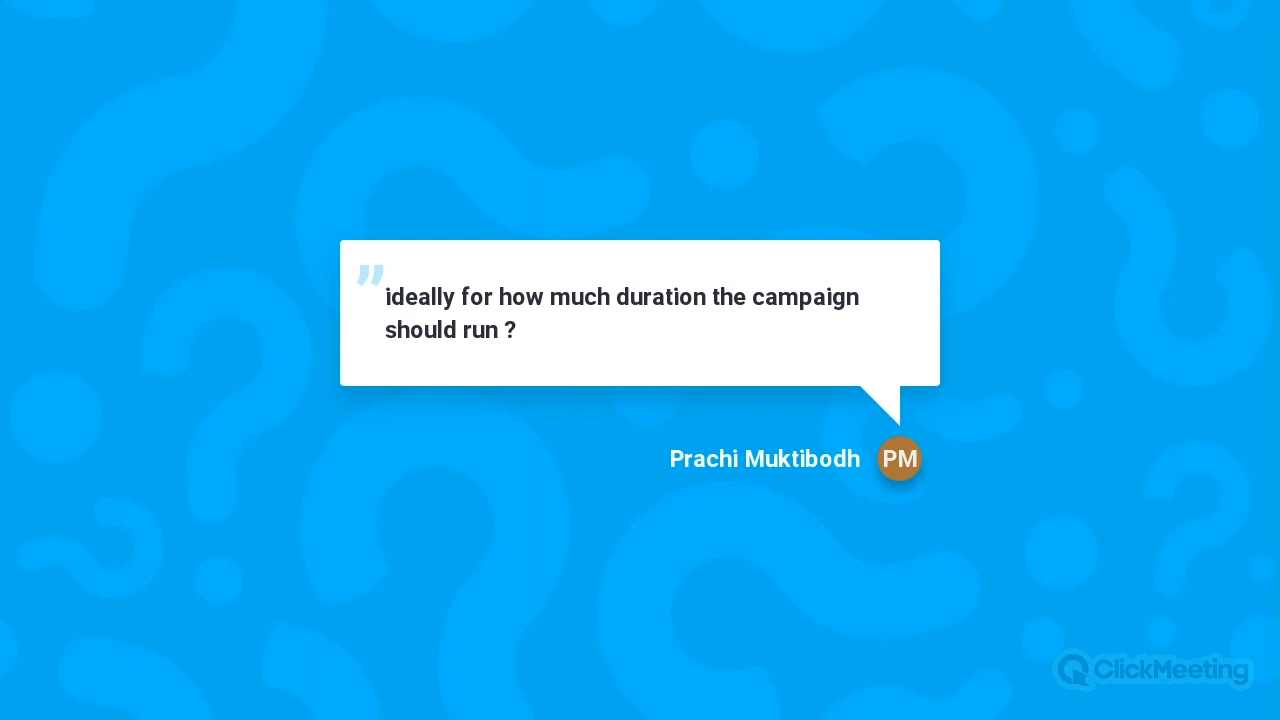 ”
ideally for how much duration the campaign
should run ?
Prachi Muktibodh PM
ClickMeeting